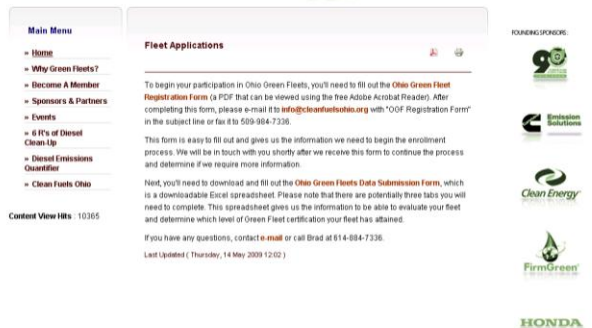 Main Menu
» Home
» Why Green Fleets?
» Become A Member
» Sponsors & Partners
» Events
» 6 R's of Diesel
Clean-Up
» Diesel Emissions
Quantifier
» Clean Fuels Ohio
Content View Hits : 10365
Fleet Applications
To begin your participation in Ohio Green Fleets, you'll need to fill out the Ohio Green Fleet
Registration Form (a PDF that can be viewed using the free Adobe Acrobat Reader). After
completing this form, please e-mail it to info@cleanfuelsohio.org with "OGF Registration Form"
in the subject line or fax it to 509-984-7336.
This form is easy to fill out and gives us the information we need to begin the enrollment
process. We will be in touch with you shortly after we receive this form to continue the process
and determine if we require more information.
Next, you'll need to download and fill out the Ohio Green Fleets Data Submission Form, which
is a downloadable Excel spreadsheet. Please note that there are potentially three tabs you will
need to complete. This spreadsheet gives us the information to be able to evaluate your fleet
and determine which level of Green Fleet certification your fleet has attained.
If you have any questions, contact e-mail or call Brad at 614-884-7336.
Last Updated ( Thursday, 14 May 2009 12:02 )
FOUNDING SPONSORS:
90
Emission
Solutions
Clean Energy
FirmGreen
HONDA